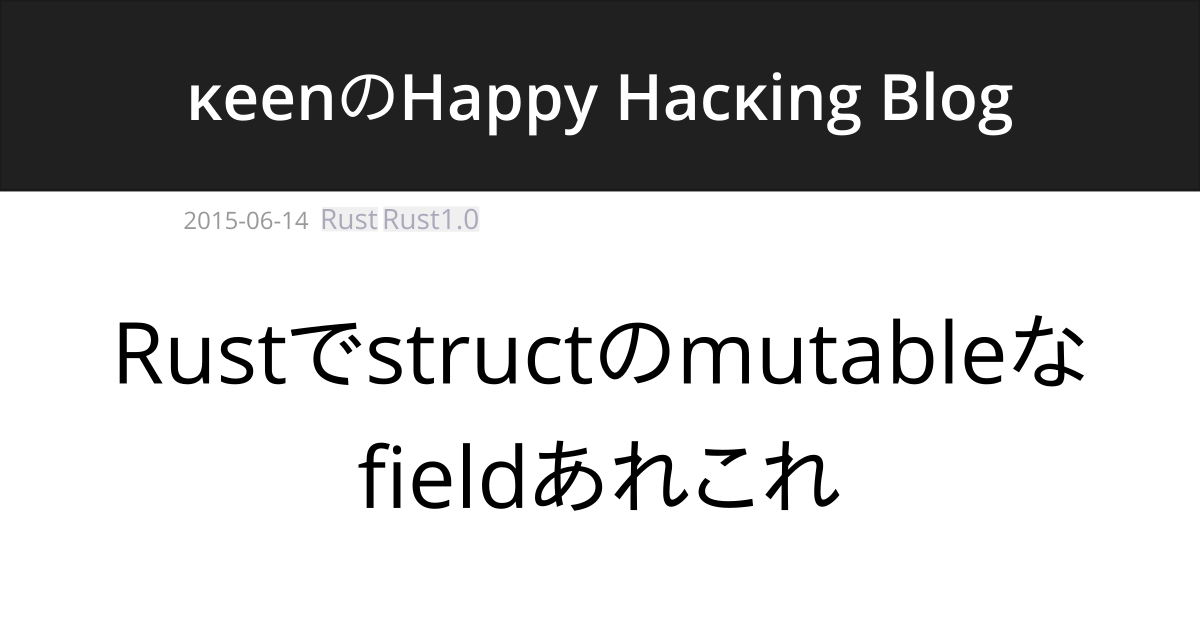 κeenのHappy Hacκing Blog
2015-06-14 Rust Rust1.0
Rustでstructのmutableな
fieldあれこれ